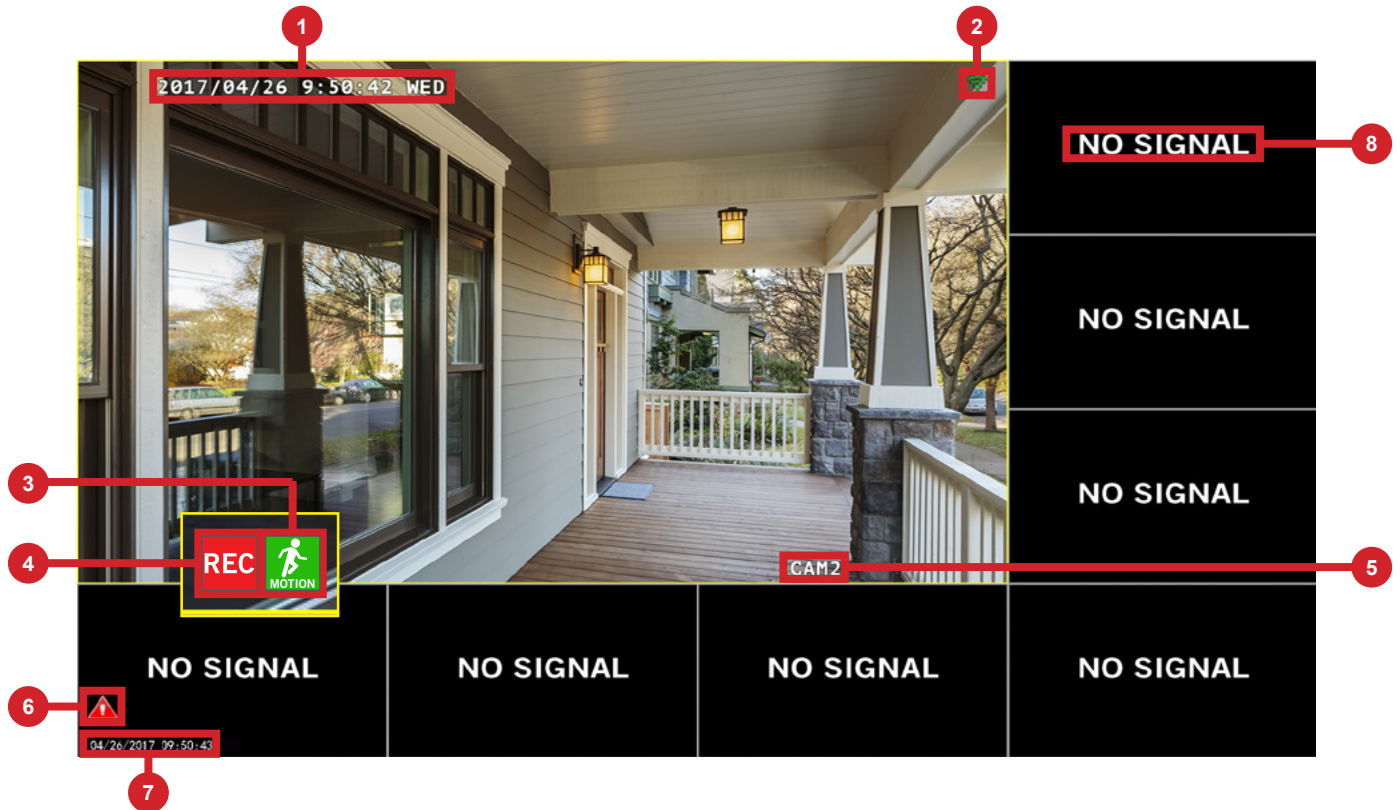 1
2
2017/04/26 9:50:42 WED
NO SIGNAL
8
NO SIGNAL
NO SIGNAL
3
4
REC
MOTION
CAM2
5
NO SIGNAL
NO SIGNAL
NO SIGNAL
NO SIGNAL
6
04/26/2017 09:50:43
7